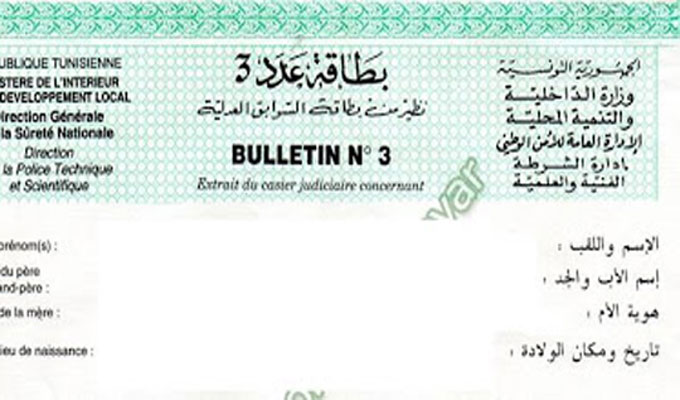 PUBLIQUE TUNISIENNE
STERE DE L'INTERIEUR
DEVELOPPEMENT LOCAL
Direction Générale
la Sûreté Nationale
Direction
la Police Technique
et Scientifique
بطاقة عدد 3
نظير من بطاقة السوابق العدلية
BULLETIN N° 3
Extrait du casier judiciaire concernant
الجمهورية التونسية
وزارة الداخلية
والتنمية المحلية
الإدارة العامة للأمن الوطني
إدارة الشرطة
الفنية والعلمية
prénom(s) :
الإسم واللقب :
du père
and-père :
إسم الأب والجد :
de la mère :
هوية الأم :
ieu de naissance :
تاريخ ومكان الولادة :